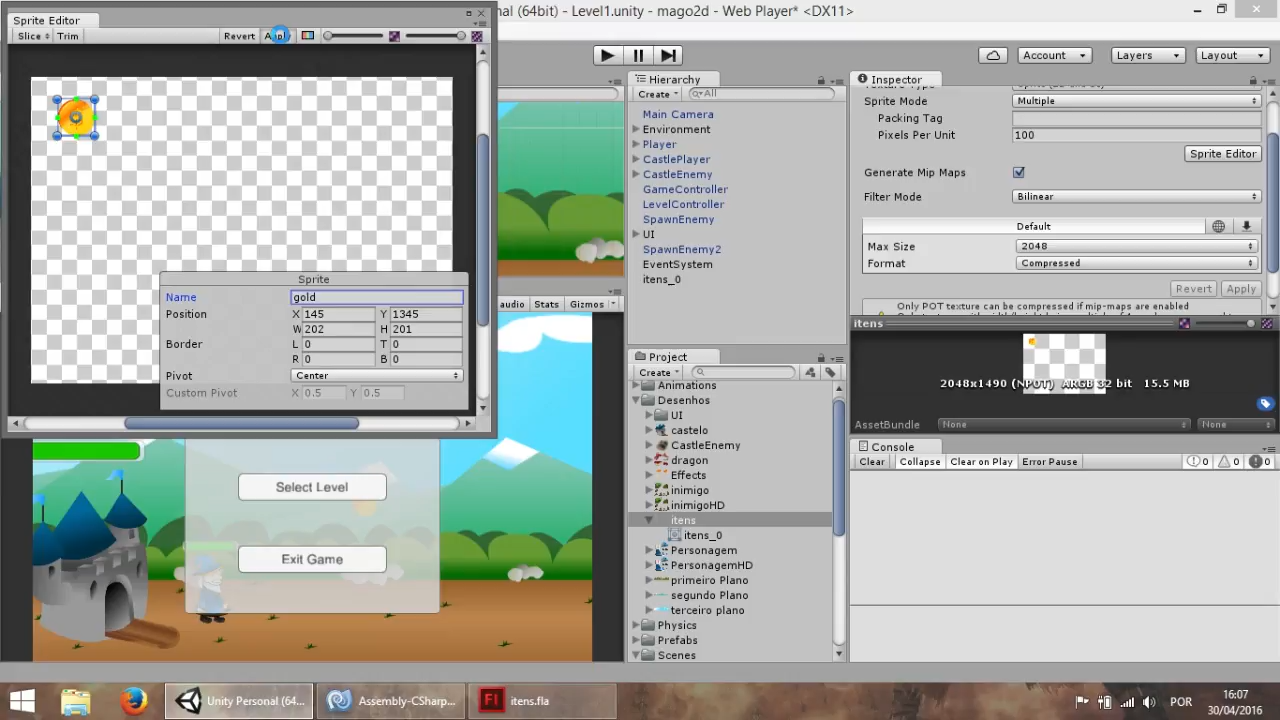 Sprite Editor
nal (64bit) - Level1.unity - mago2d - Web Player* <DX11>
Slice
Trim
Revert
Apply
Account
Layers
Layout
Hierarchy
Create
All
Main Camera
Environment
Player
CastlePlayer
CastleEnemy
GameController
LevelController
SpawnEnemy
UI
SpawnEnemy2
EventSystem
itens_0
Inspector
Sprite Mode
Multiple
Packing Tag
Pixels Per Unit
100
Sprite Editor
Generate Mip Maps
Filter Mode
Bilinear
Default
Max Size
2048
Format
Compressed
Revert
Apply
Only POT texture can be compressed if mip-maps are enabled
itens
2048x1490 (NPOT) ARGB 32 bit 15.5 MB
AssetBundle
None
None
Sprite
Name
gold
Position
X 145
Y 1345
W 202
H 201
Border
L 0
T 0
R 0
B 0
Pivot
Center
Custom Pivot
X 0.5
Y 0.5
audio
Stats
Gizmos
Project
Create
Animations
Desenhos
UI
castelo
CastleEnemy
dragon
Effects
inimigo
inimigoHD
itens
itens_0
Personagem
PersonagemHD
primeiro Plano
segundo Plano
terceiro plano
Physics
Prefabs
Scenes
Console
Clear
Collapse
Clear on Play
Error Pause
0
0
0
Select Level
Exit Game
Unity Personal (64...
Assembly-CSharp...
Fl
itens.fla
POR
16:07
30/04/2016